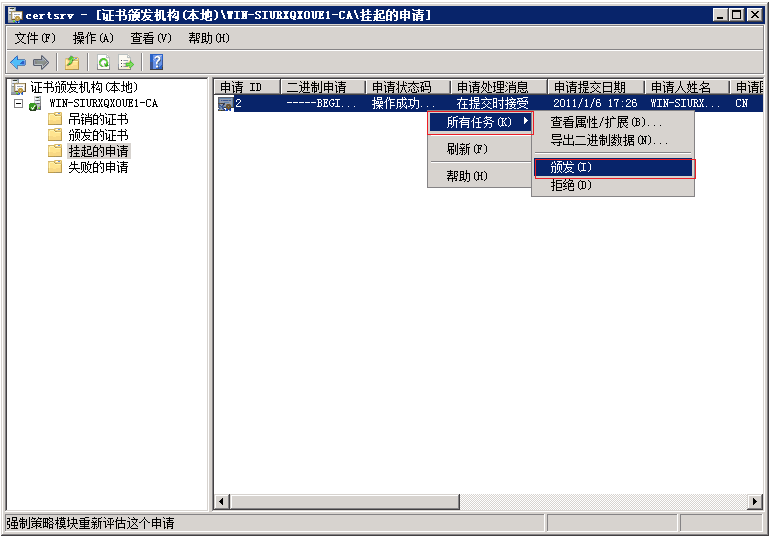 certsrv - [证书颁发机构(本地)\WIN-SIURXQXOUE1-CA\挂起的申请]
文件(F) 操作(A) 查看(V) 帮助(H)
证书颁发机构(本地)
WIN-SIURXQXOUE1-CA
吊销的证书
颁发的证书
挂起的申请
失败的申请
申请 ID 二进制申请 申请状态码 申请处理消息 申请提交日期 申请人姓名 申请
2 -----BEGI... 操作成功... 在提交时接受 2011/1/6 17:26 WIN-SIURX... CN
所有任务(K)
刷新(F)
帮助(H)
查看属性/扩展(B)...
导出二进制数据(N)...
颁发(I)
拒绝(D)
强制策略模块重新评估这个申请